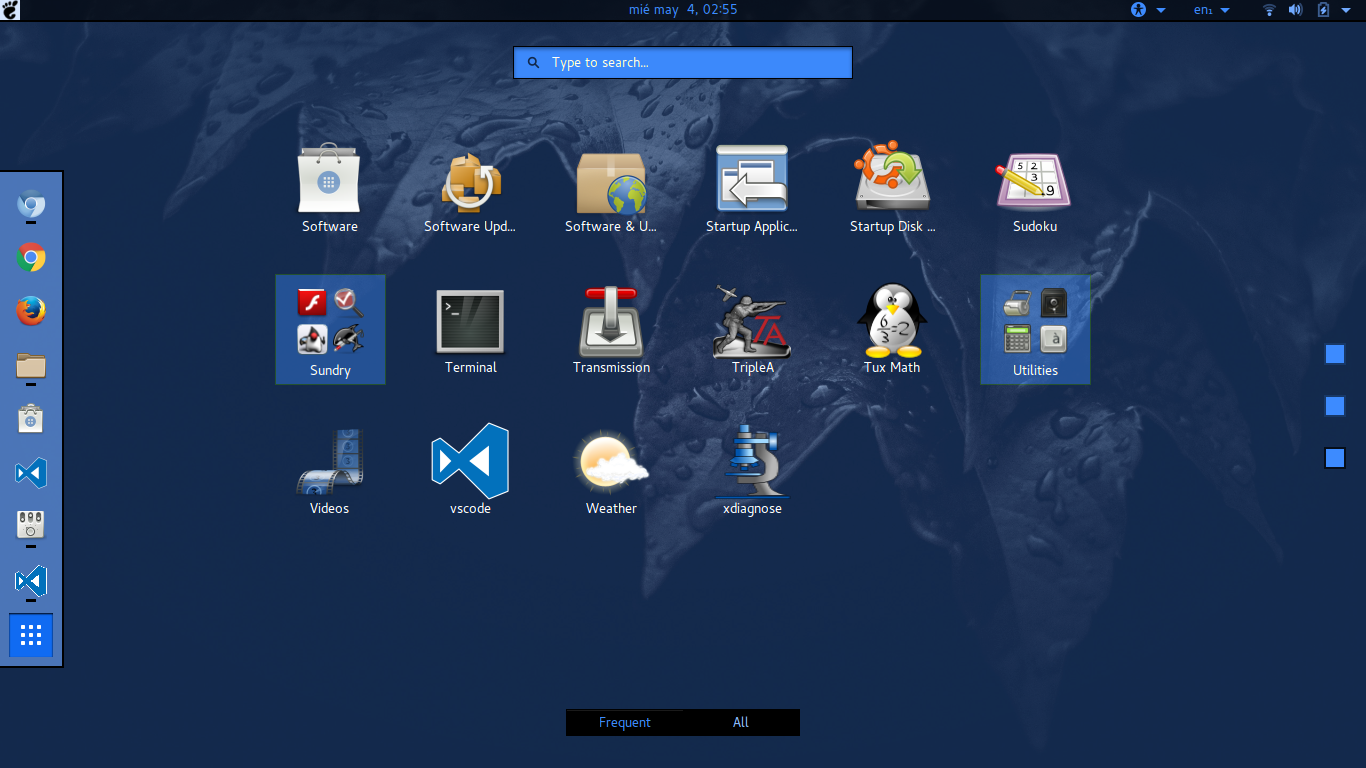 mié may 4, 02:55
en₁
Type to search...
Software
Software Upd...
Software & U...
Startup Applic...
Startup Disk ...
Sudoku
Sundry
Terminal
Transmission
TripleA
Tux Math
Utilities
Videos
vscode
Weather
xdiagnose
Frequent
All